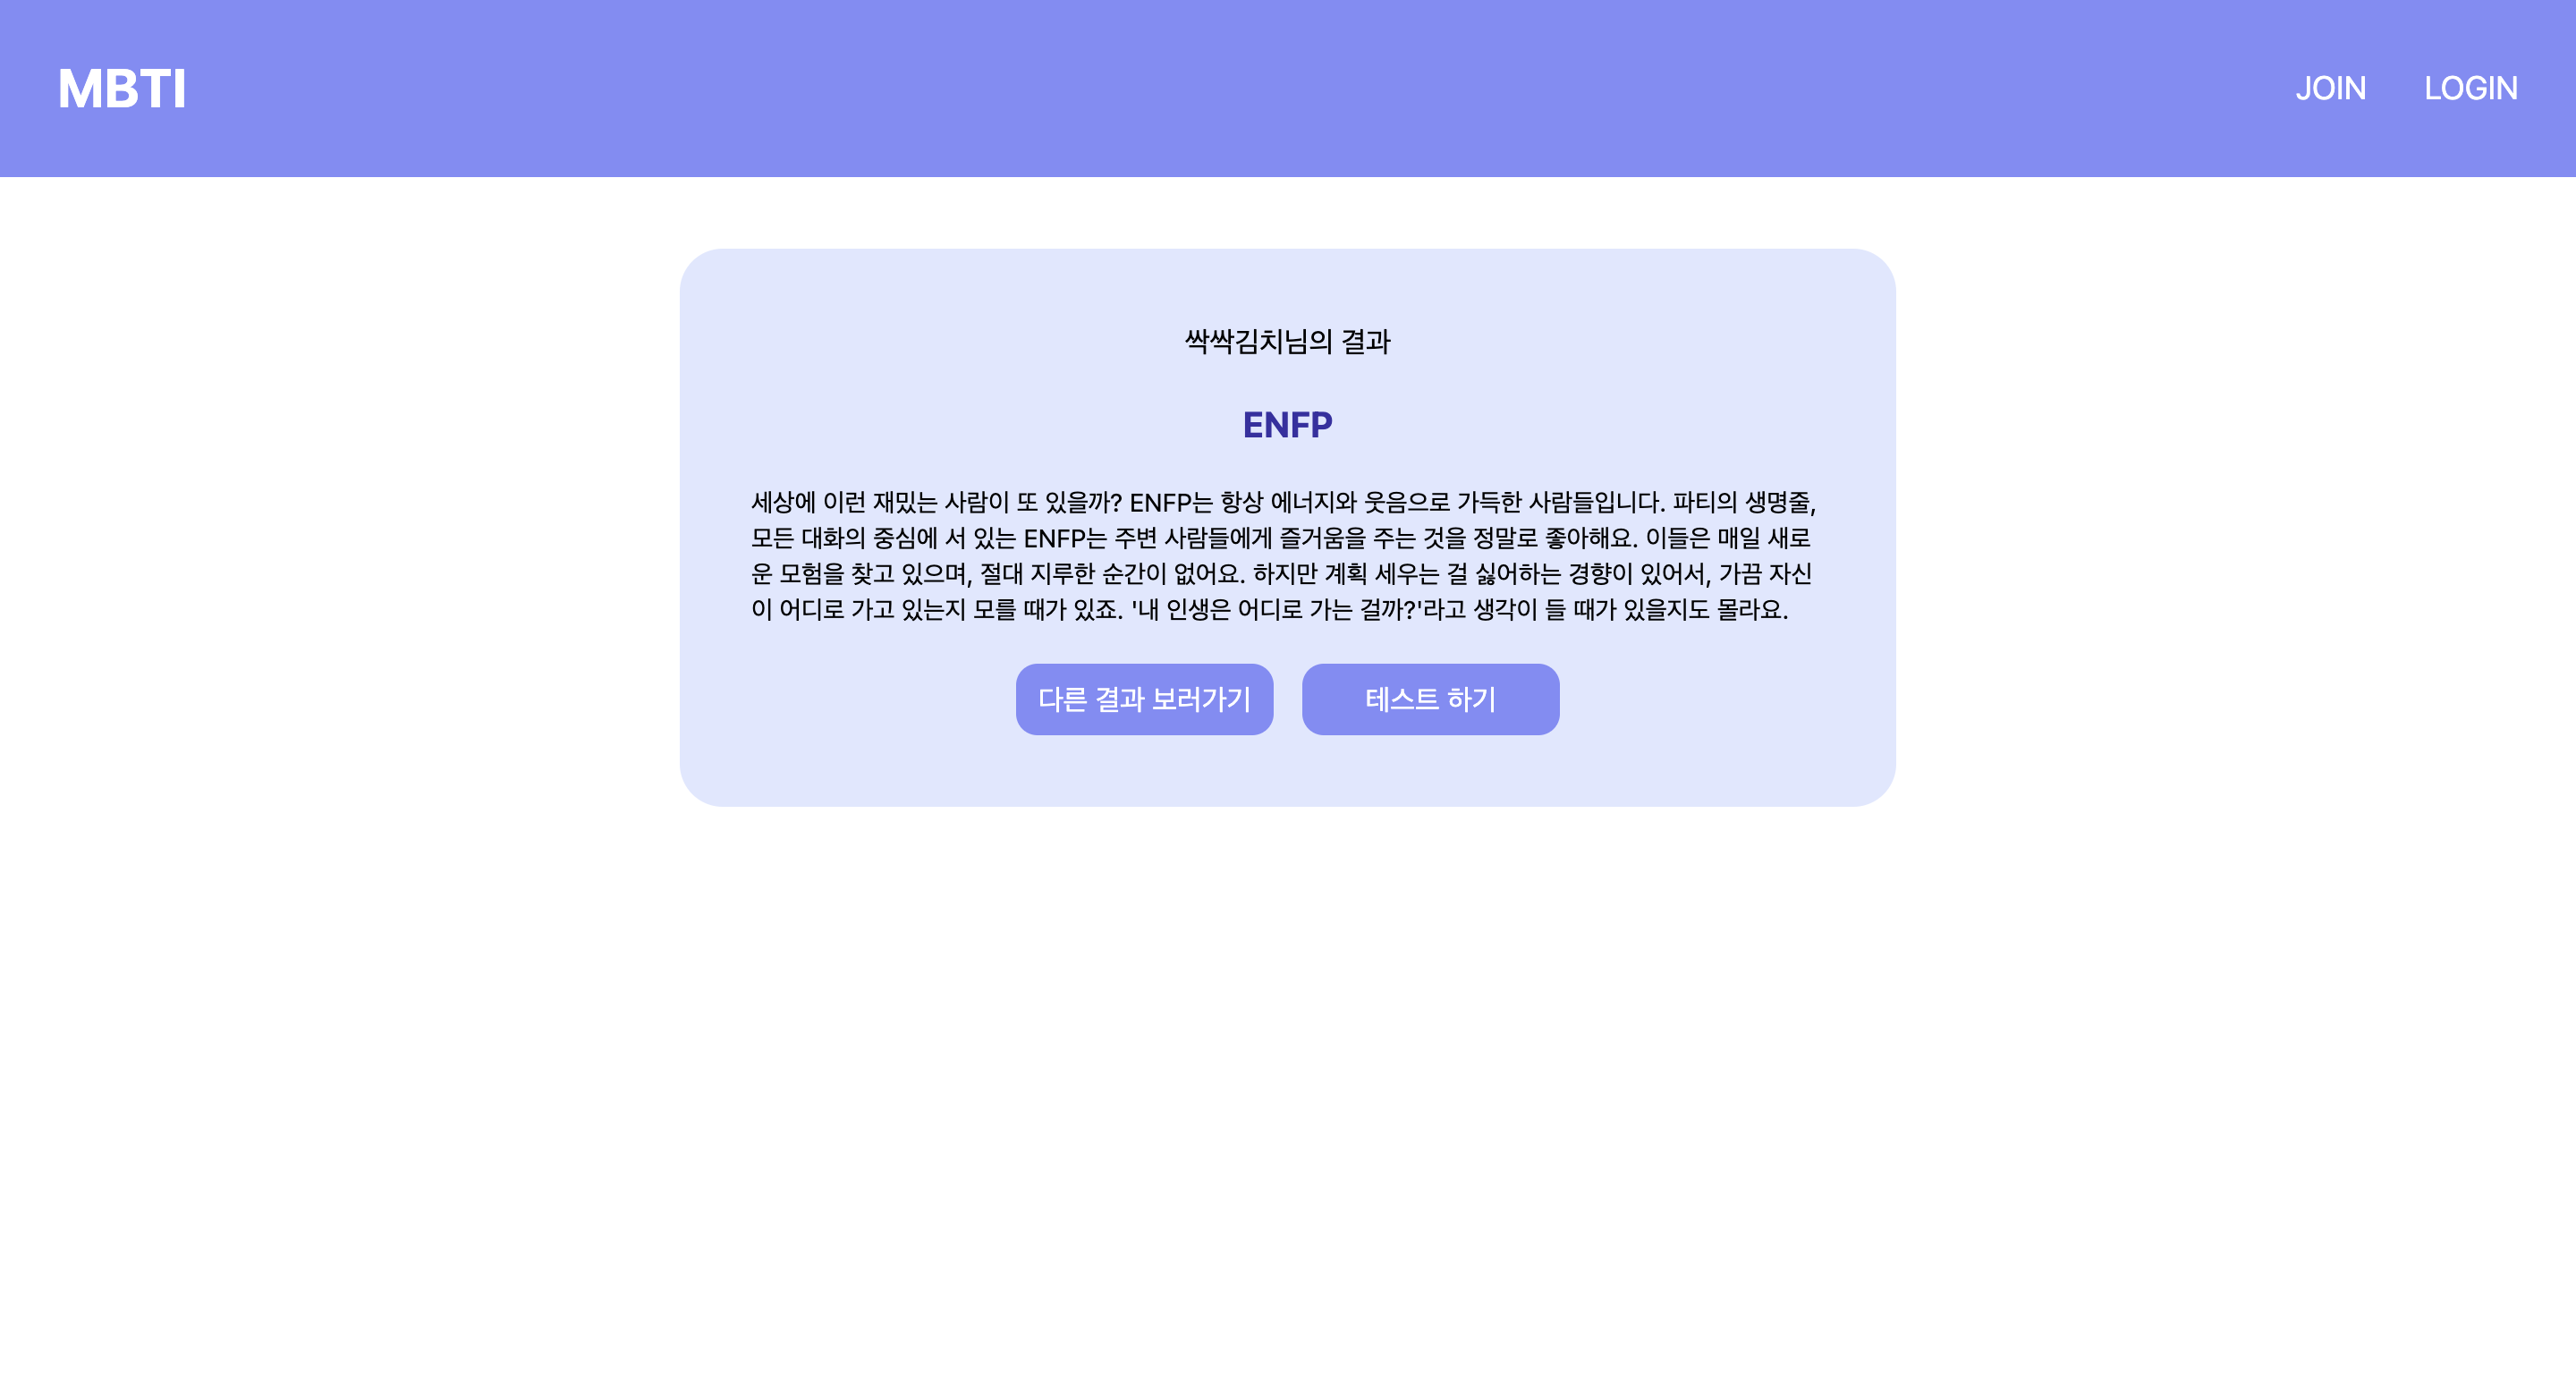 MBTI
JOIN
LOGIN
싹싹김치님의 결과
ENFP
세상에 이런 재밌는 사람이 또 있을까? ENFP는 항상 에너지와 웃음으로 가득한 사람들입니다. 파티의 생명줄,
모든 대화의 중심에 서 있는 ENFP는 주변 사람들에게 즐거움을 주는 것을 정말로 좋아해요. 이들은 매일 새로
운 모험을 찾고 있으며, 절대 지루한 순간이 없어요. 하지만 계획 세우는 걸 싫어하는 경향이 있어서, 가끔 자신
이 어디로 가고 있는지 모를 때가 있죠. '내 인생은 어디로 가는 걸까?'라고 생각이 들 때가 있을지도 몰라요.
다른 결과 보러가기
테스트 하기